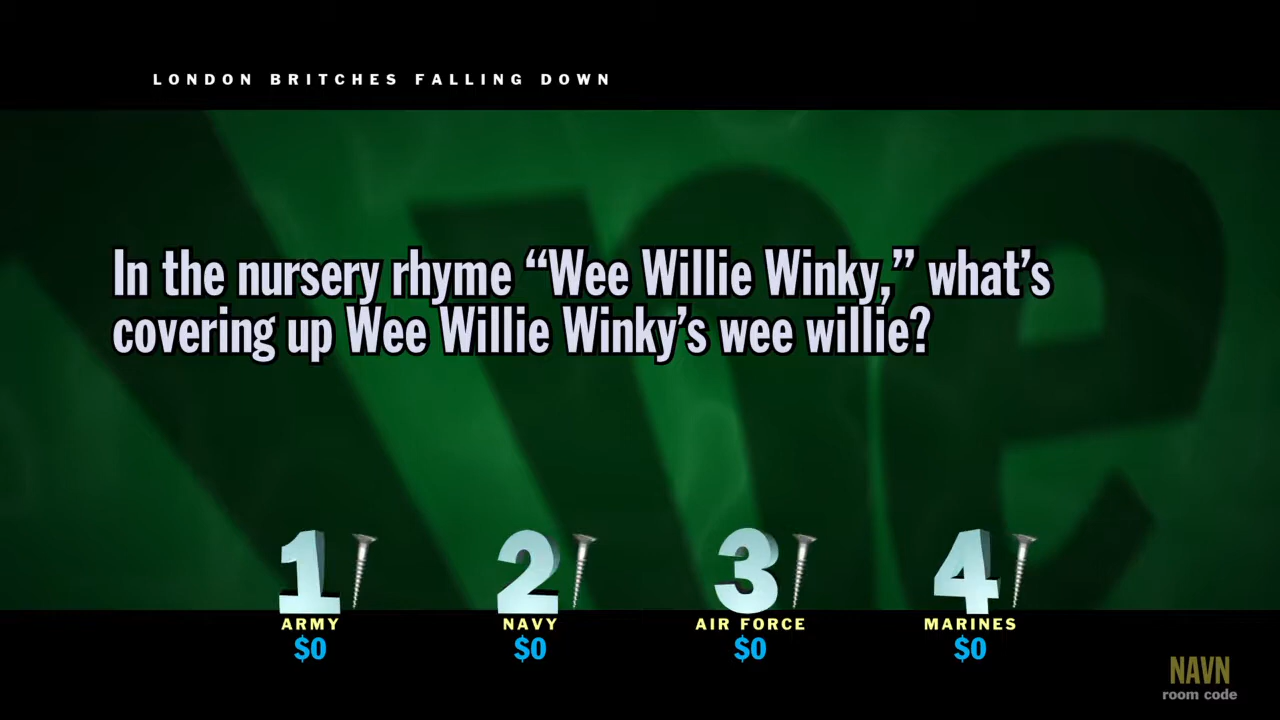 LONDON BRITCHES FALLING DOWN
In the nursery rhyme “Wee Willie Winky,” what’s
covering up Wee Willie Winky’s wee willie?
1 2 3 4
ARMY NAVY AIR FORCE MARINES
$0 $0 $0 $0
NAVN
room code